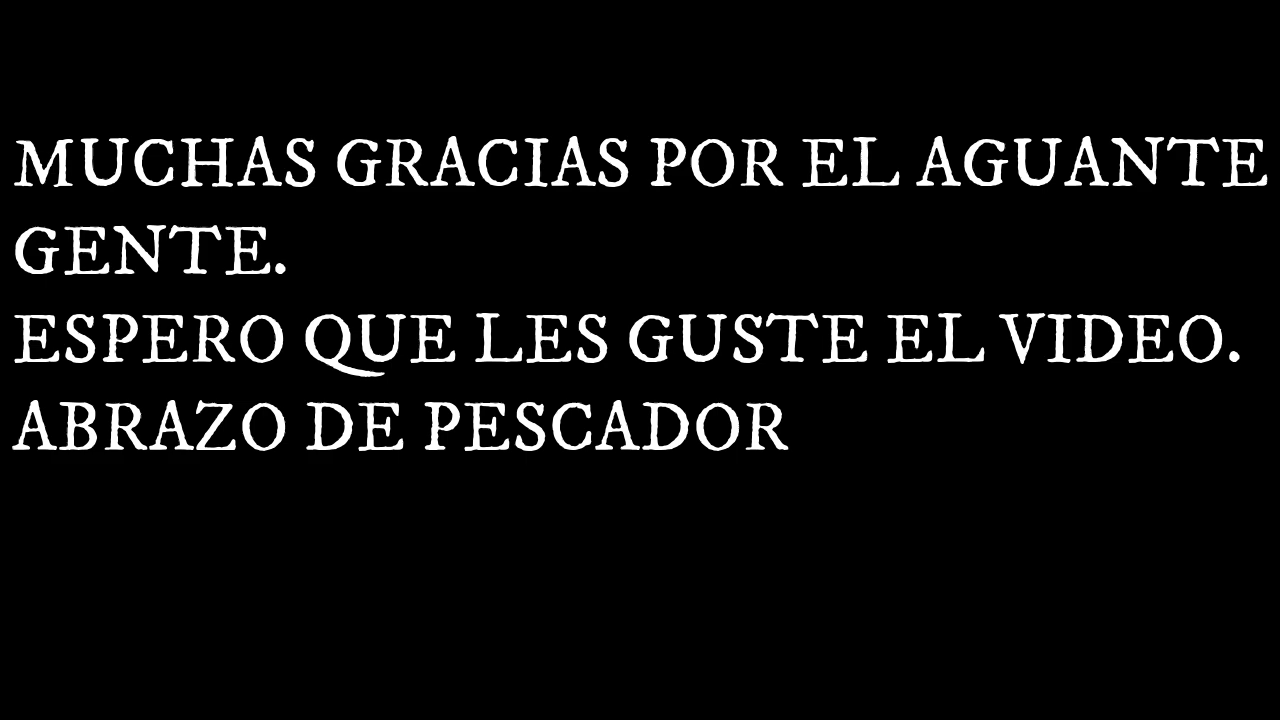 MUCHAS GRACIAS POR EL AGUANTE
GENTE.
ESPERO QUE LES GUSTE EL VIDEO.
ABRAZO DE PESCADOR